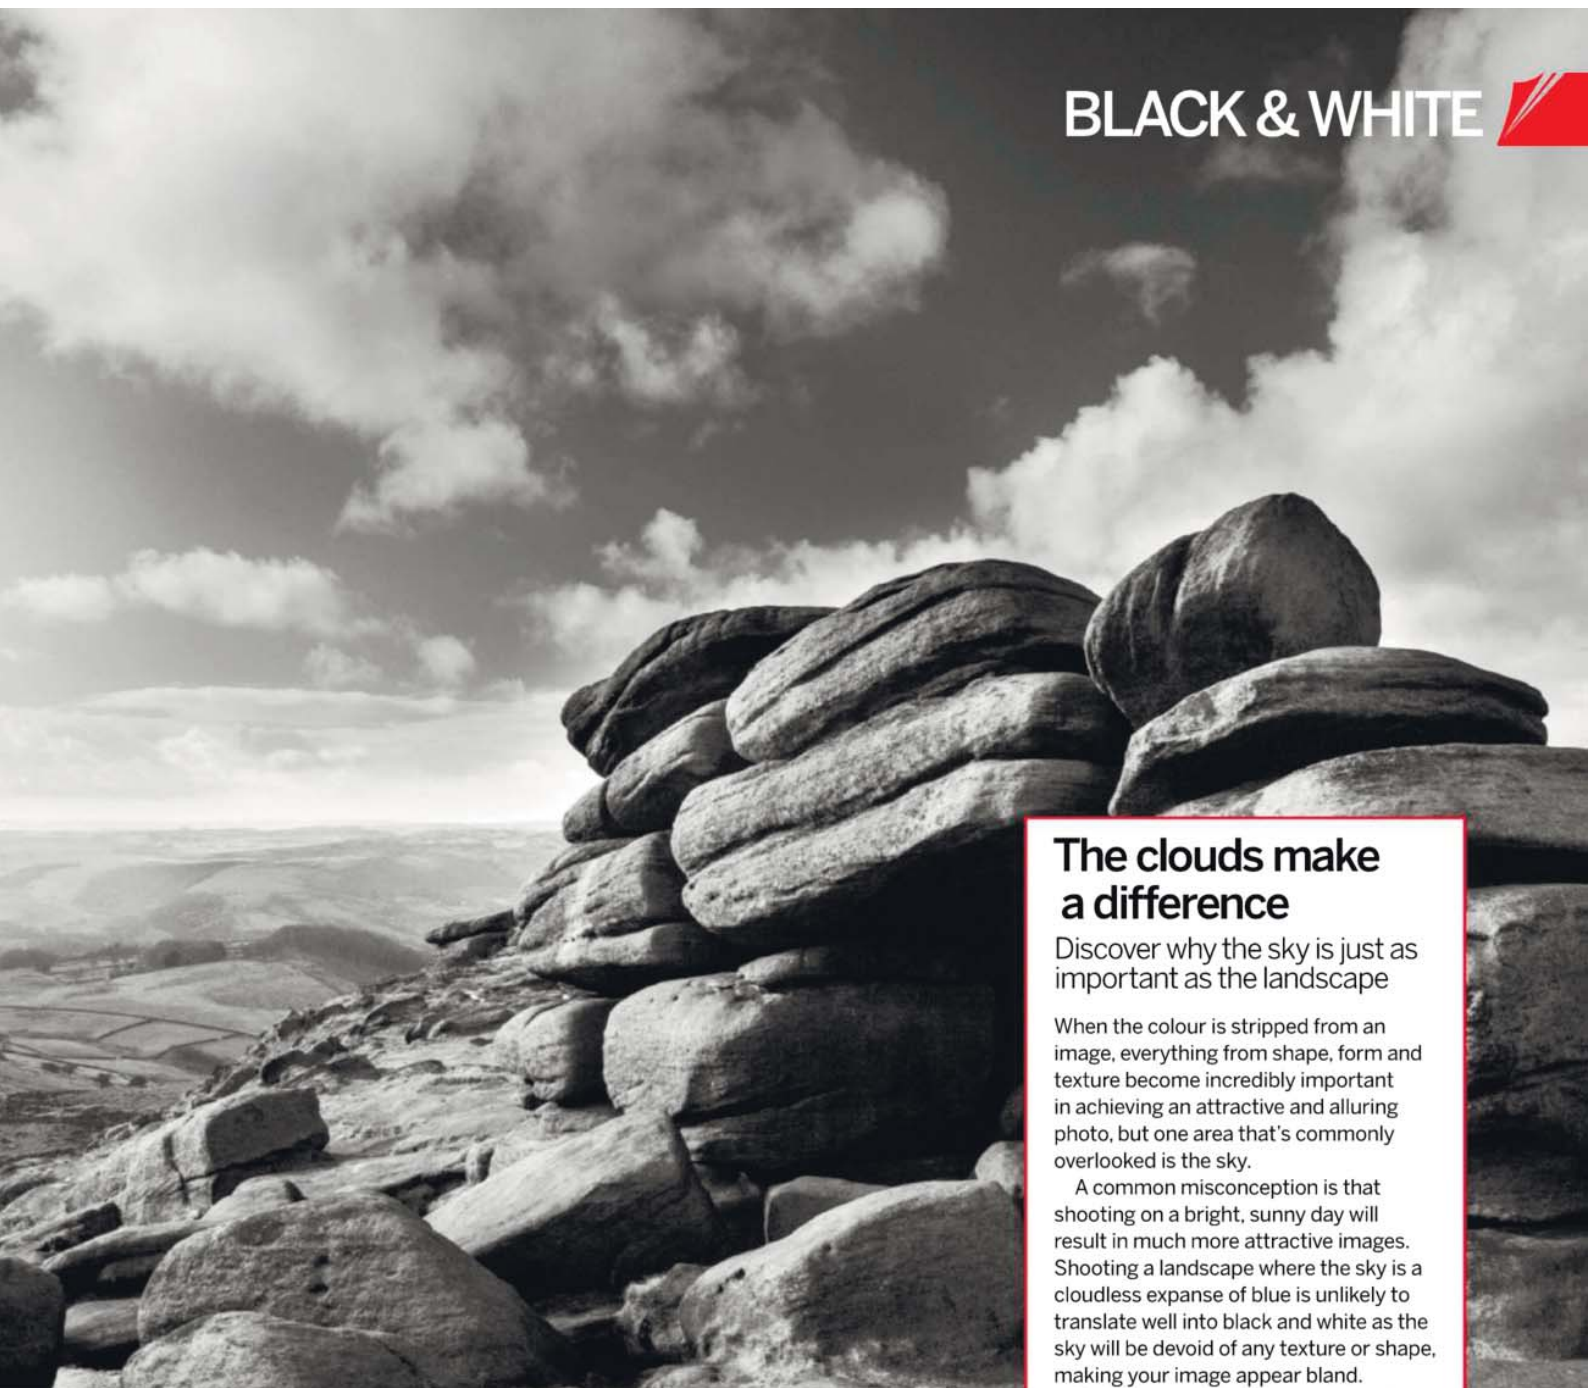 BLACK & WHITE
The clouds make
a difference
Discover why the sky is just as
important as the landscape
When the colour is stripped from an
image, everything from shape, form and
texture become incredibly important
in achieving an attractive and alluring
photo, but one area that's commonly
overlooked is the sky.
A common misconception is that
shooting on a bright, sunny day will
result in much more attractive images.
Shooting a landscape where the sky is a
cloudless expanse of blue is unlikely to
translate well into black and white as the
sky will be devoid of any texture or shape,
making your image appear bland.